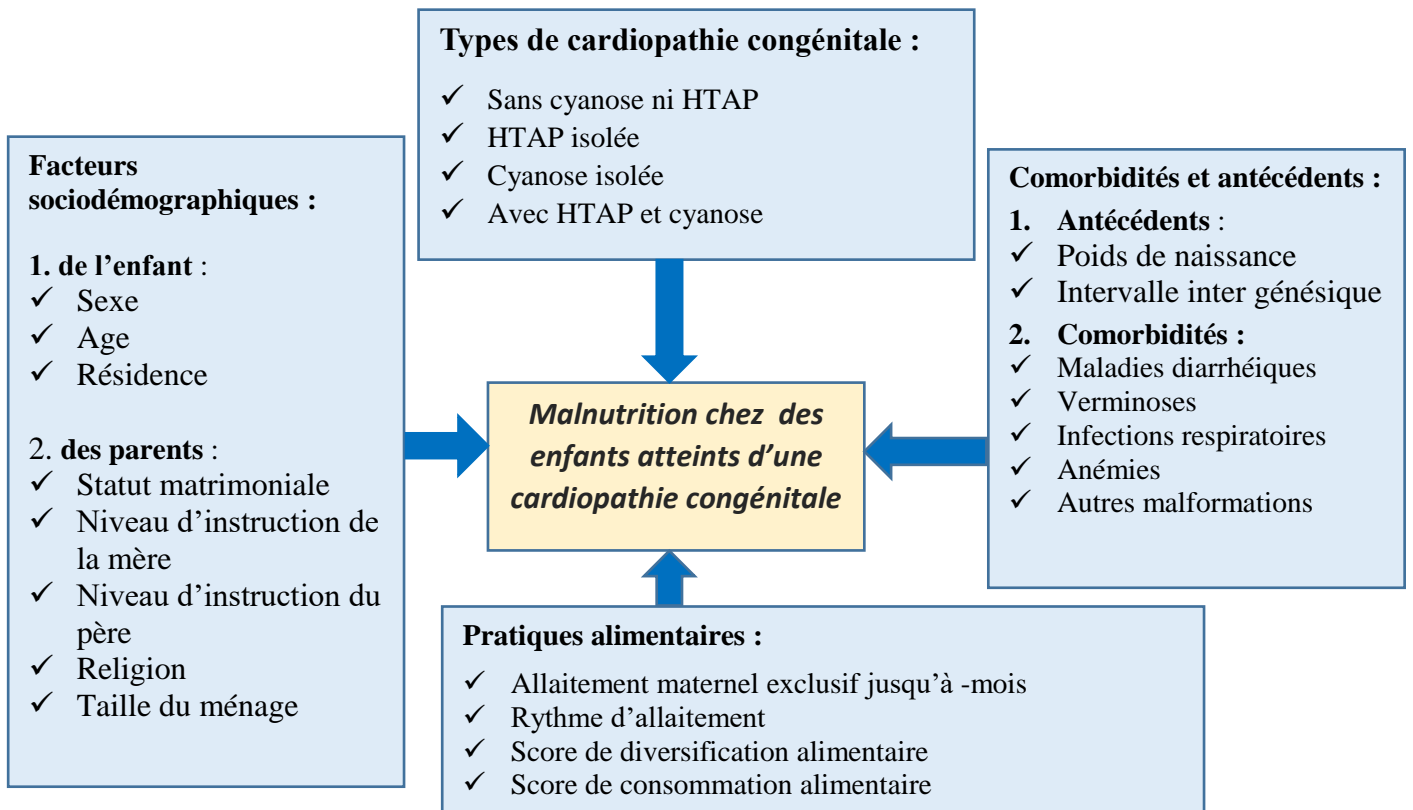 Types de cardiopathie congénitale :
✓ Sans cyanose ni HTAP
✓ HTAP isolée
✓ Cyanose isolée
✓ Avec HTAP et cyanose
Facteurs
sociodémographiques :
1. de l’enfant :
✓ Sexe
✓ Age
✓ Résidence
2. des parents :
✓ Statut matrimoniale
✓ Niveau d’instruction de
la mère
✓ Niveau d’instruction du
père
✓ Religion
✓ Taille du ménage
Malnutrition chez des
enfants atteints d’une
cardiopathie congénitale
Comorbidités et antécédents :
1. Antécédents :
✓ Poids de naissance
✓ Intervalle inter génésique
2. Comorbidités :
✓ Maladies diarrhéiques
✓ Verminoses
✓ Infections respiratoires
✓ Anémies
✓ Autres malformations
Pratiques alimentaires :
✓ Allaitement maternel exclusif jusqu’à -mois
✓ Rythme d’allaitement
✓ Score de diversification alimentaire
✓ Score de consommation alimentaire